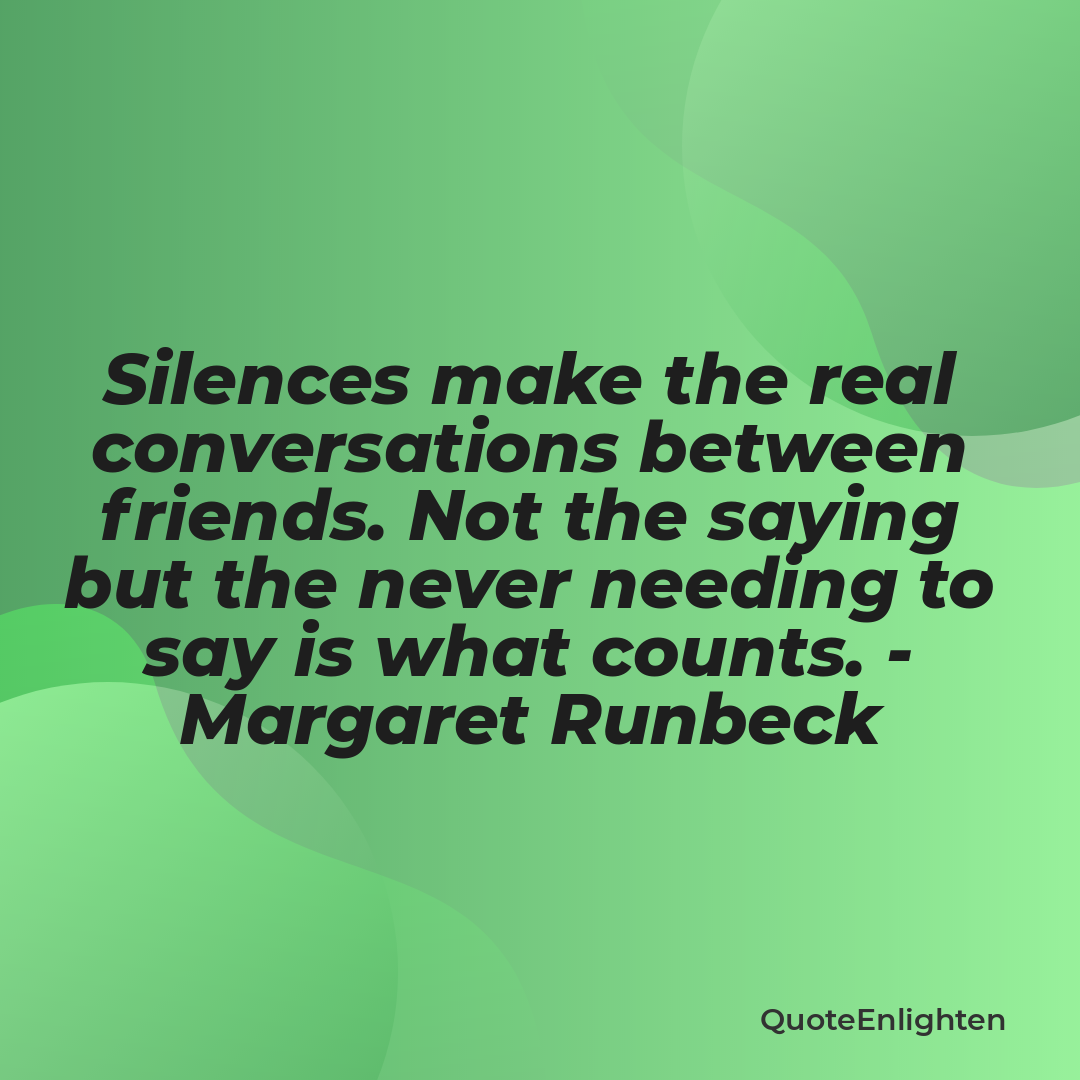 Silences make the real
conversations between
friends. Not the saying
but the never needing to
say is what counts. -
Margaret Runbeck
QuoteEnlighten